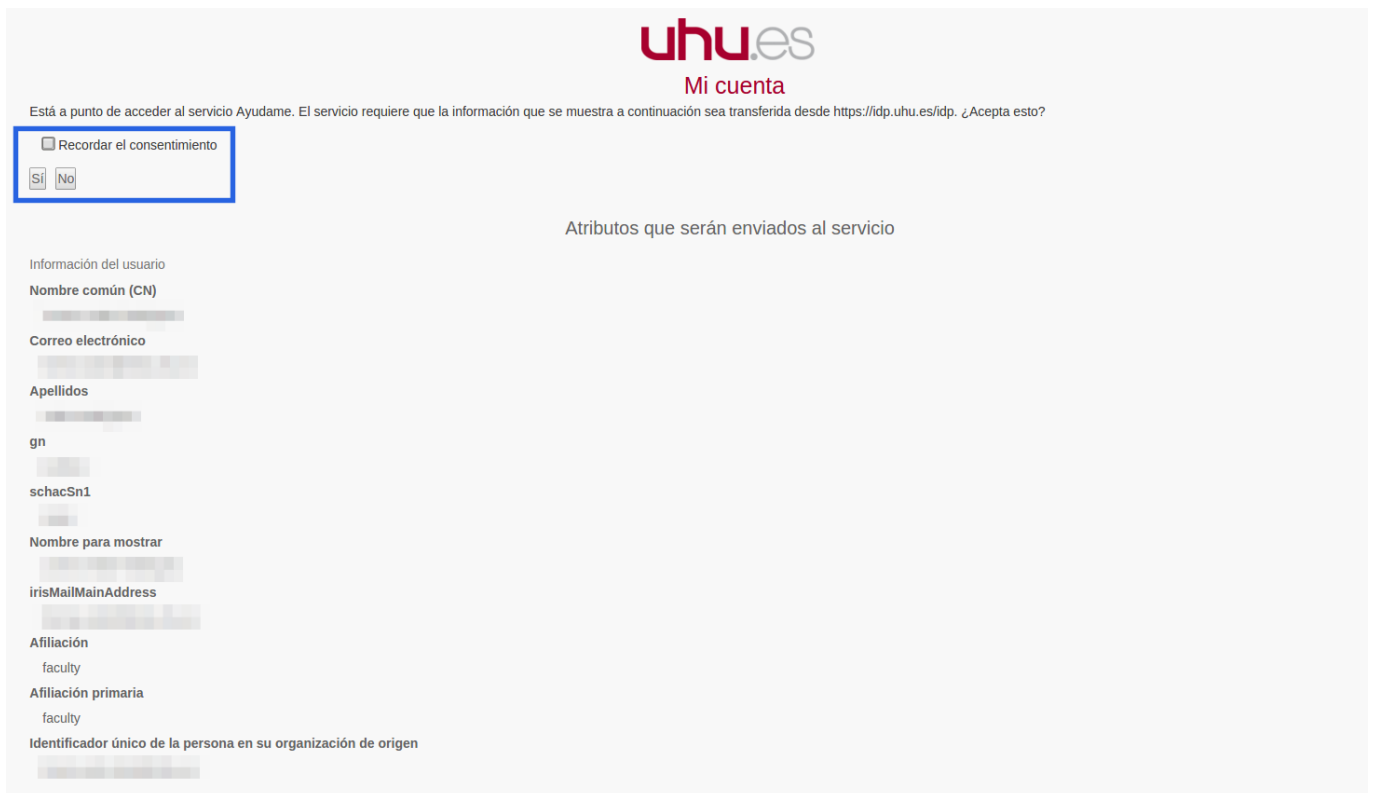 uhu.es
Mi cuenta
Está a punto de acceder al servicio Ayudame. El servicio requiere que la información que se muestra a continuación sea transferida desde https://idp.uhu.es/idp. ¿Acepta esto?
Recordar el consentimiento
Sí No
Atributos que serán enviados al servicio
Información del usuario
Nombre común (CN)
Correo electrónico
Apellidos
gn
schacSn1
Nombre para mostrar
irisMailMainAddress
Afiliación
faculty
Afiliación primaria
faculty
Identificador único de la persona en su organización de origen